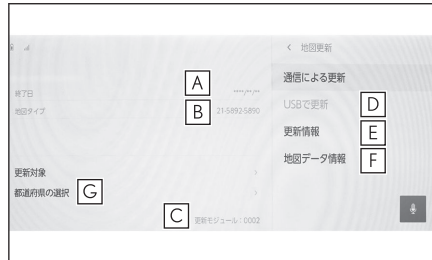 < 地図更新
通信による更新
USBで更新 D
更新情報 E
地図データ情報 F
終了日 A ****/**/**
地図タイプ B 21-5892-5890
更新対象 >
都道府県の選択 G >
C 更新モジュール：0002